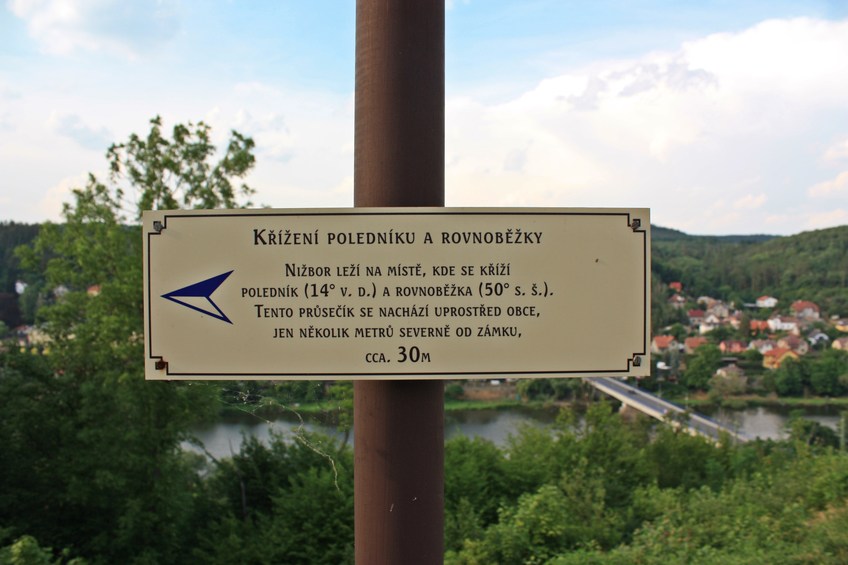 Křížení poledníku a rovnoběžky
Nižbor leží na místě, kde se kříží
poledník (14° v. d.) a rovnoběžka (50° s. š.).
Tento průsečík se nachází uprostřed obce,
jen několik metrů severně od zámku,
cca. 30m